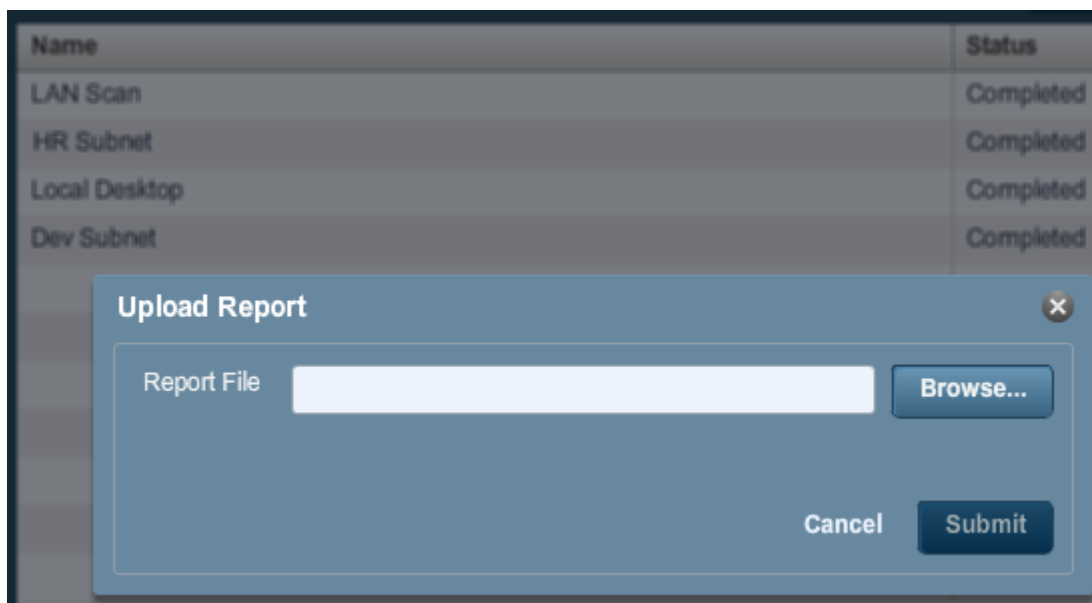 Name Status
LAN Scan Completed
HR Subnet Completed
Local Desktop Completed
Dev Subnet Completed
Upload Report
Report File Browse...
Cancel Submit